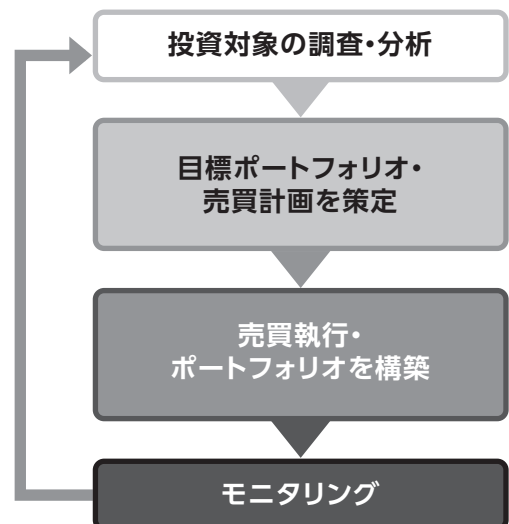 投資対象の調査・分析
目標ポートフォリオ・
売買計画を策定
売買執行・
ポートフォリオを構築
モニタリング